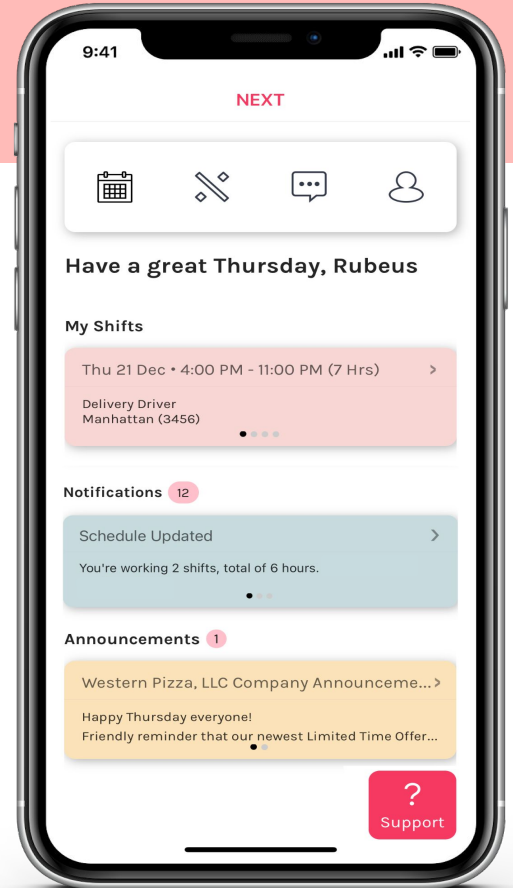 9:41
NEXT
Have a great Thursday, Rubeus
My Shifts
Thu 21 Dec • 4:00 PM - 11:00 PM (7 Hrs)
Delivery Driver
Manhattan (3456)
Notifications 12
Schedule Updated
You're working 2 shifts, total of 6 hours.
Announcements 1
Western Pizza, LLC Company Announceme...
Happy Thursday everyone!
Friendly reminder that our newest Limited Time Offer...
?
Support